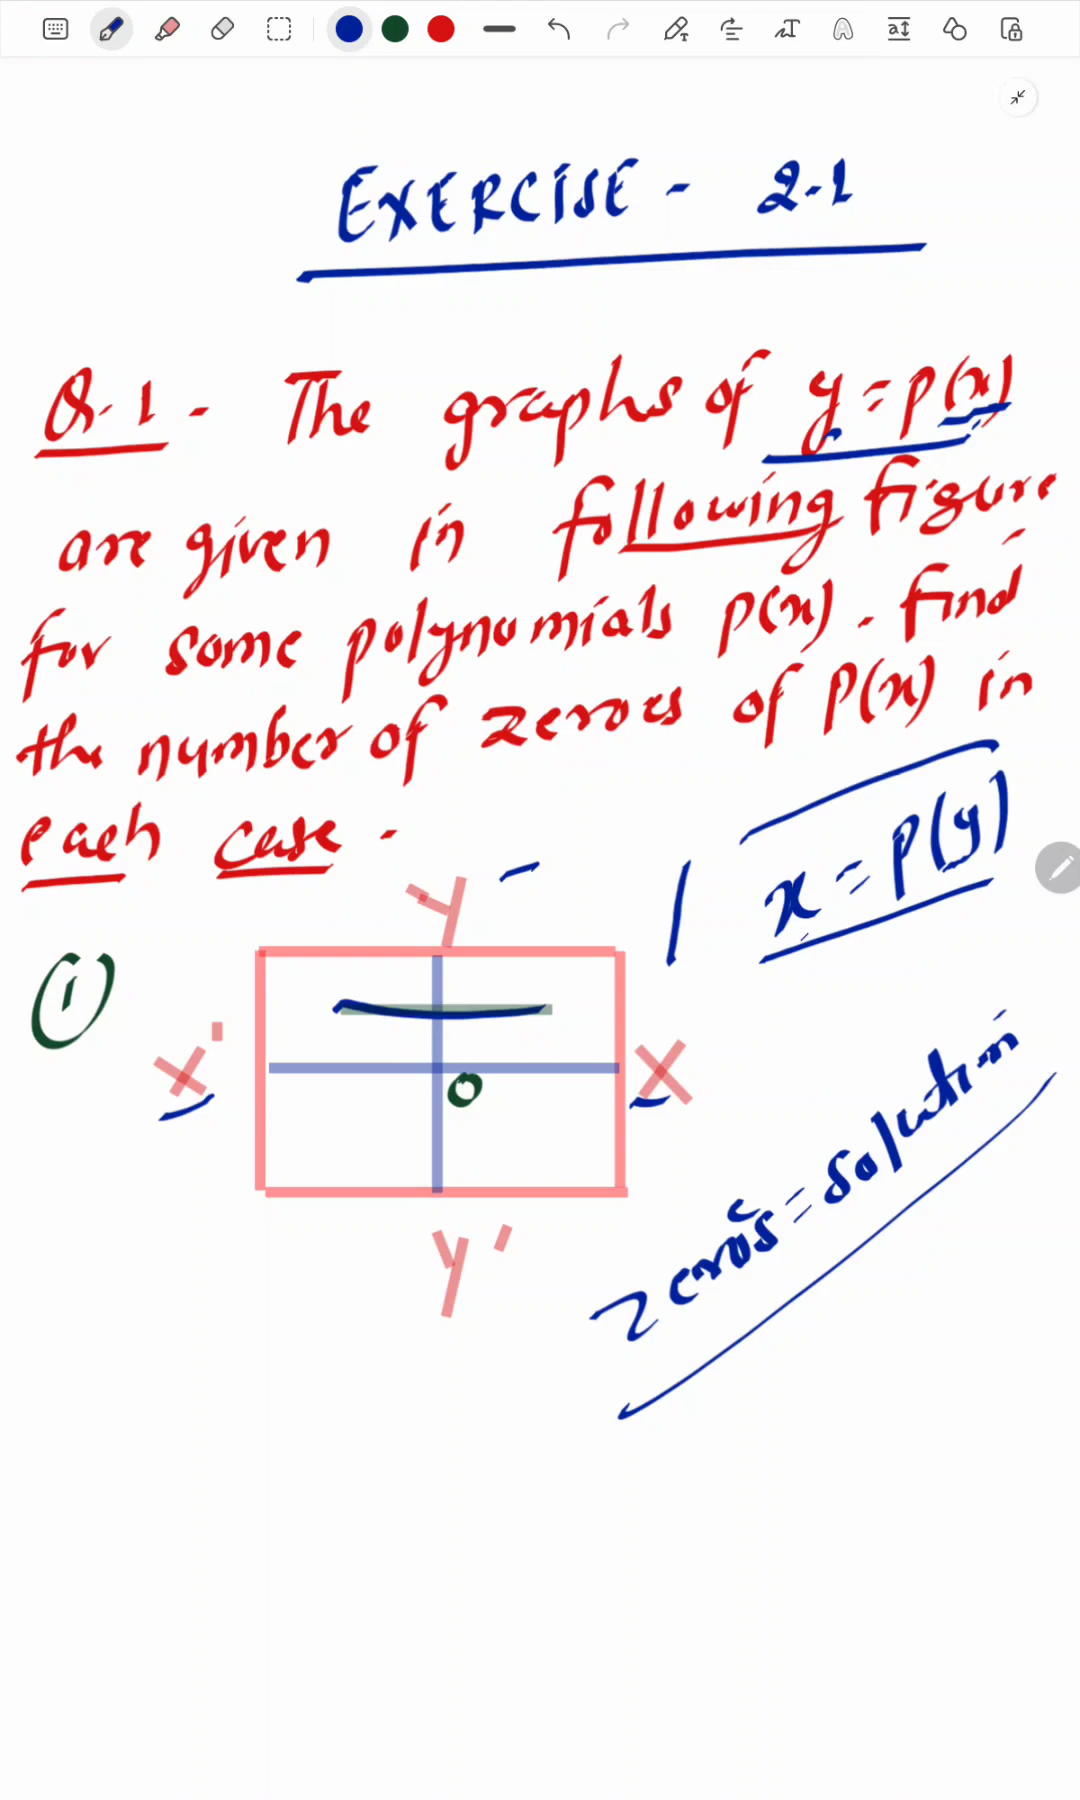 EXERCISE - 2.1
Q.1 - The graphs of y = p(x)
are given in following figure
for some polynomials p(x). find
the number of zeroes of P(x) in
each case.
x = p(y)
①
Y
X'
X
O
Y'
zeros = solution